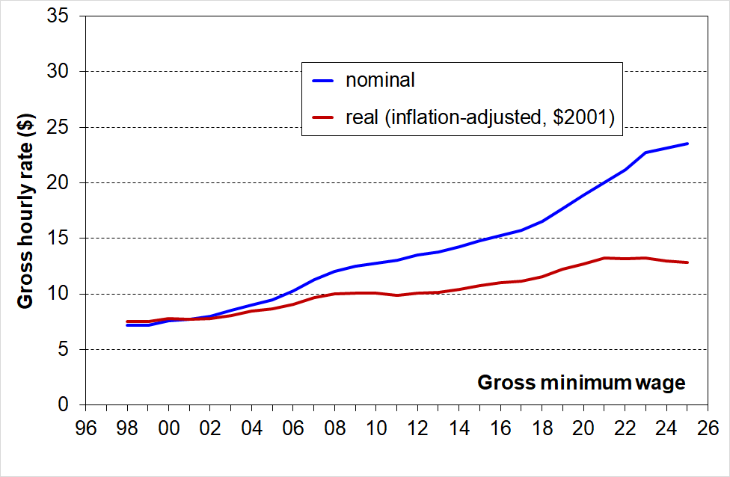 35
30
25
20
15
10
5
0
Gross hourly rate ($)
nominal
real (inflation-adjusted, $2001)
Gross minimum wage
96 98 00 02 04 06 08 10 12 14 16 18 20 22 24 26